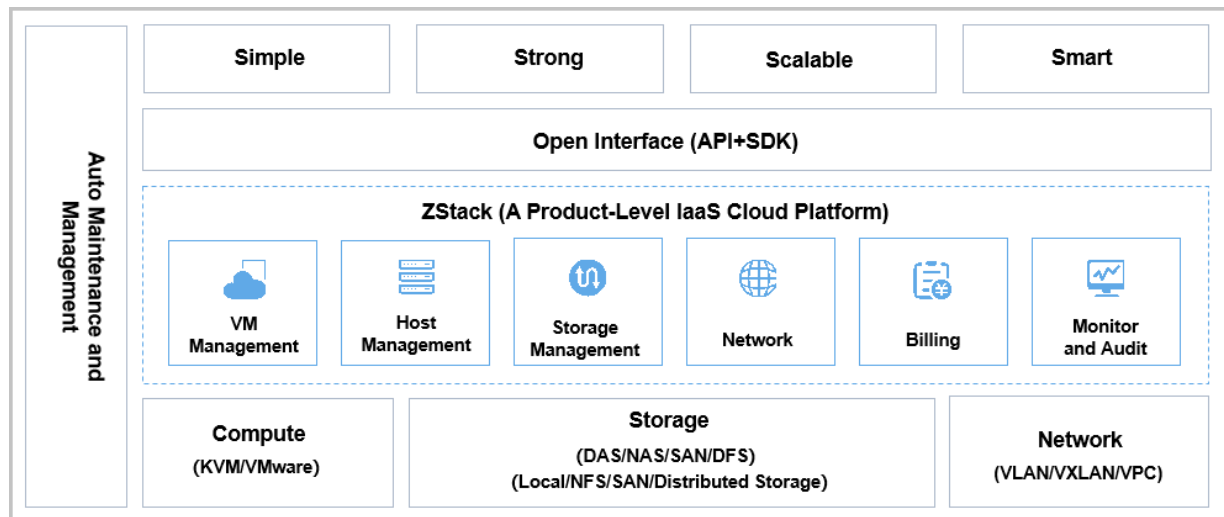 Auto Maintenance and
Management
Simple
Strong
Scalable
Smart
Open Interface (API+SDK)
ZStack (A Product-Level IaaS Cloud Platform)
VM
Management
Host
Management
Storage
Management
Network
Billing
Monitor
and Audit
Compute
(KVM/VMware)
Storage
(DAS/NAS/SAN/DFS)
(Local/NFS/SAN/Distributed Storage)
Network
(VLAN/VXLAN/VPC)